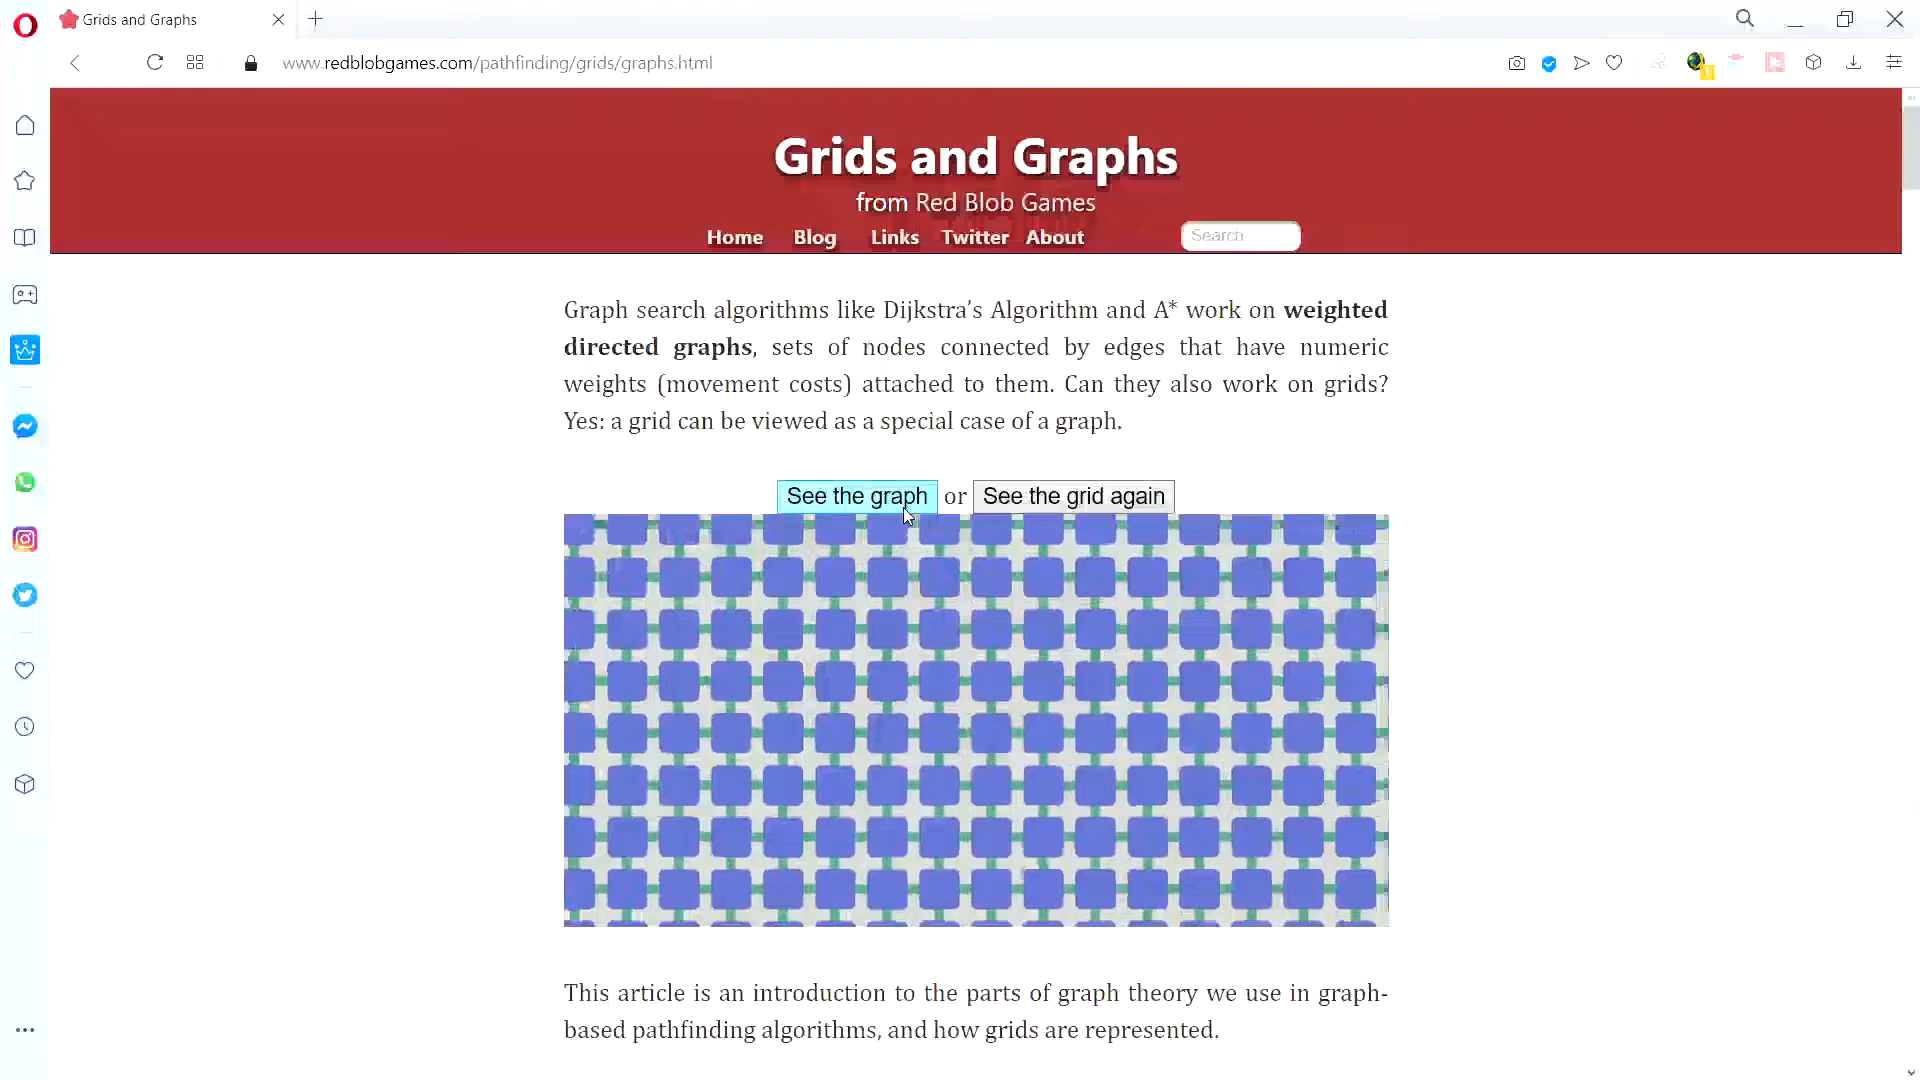 Grids and Graphs
www.redblobgames.com/pathfinding/grids/graphs.html
Grids and Graphs
from Red Blob Games
Home Blog Links Twitter About Search
Graph search algorithms like Dijkstra’s Algorithm and A* work on weighted
directed graphs, sets of nodes connected by edges that have numeric
weights (movement costs) attached to them. Can they also work on grids?
Yes: a grid can be viewed as a special case of a graph.
See the graph or See the grid again
This article is an introduction to the parts of graph theory we use in graph-
based pathfinding algorithms, and how grids are represented.